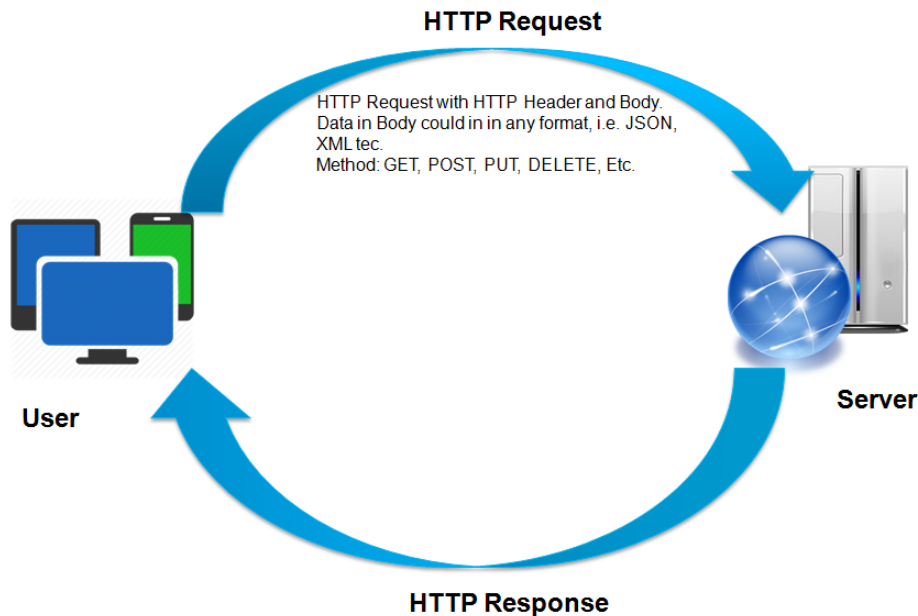 HTTP Request
HTTP Request with HTTP Header and Body.
Data in Body could in in any format, i.e. JSON,
XML tec.
Method: GET, POST, PUT, DELETE, Etc.
User
Server
HTTP Response